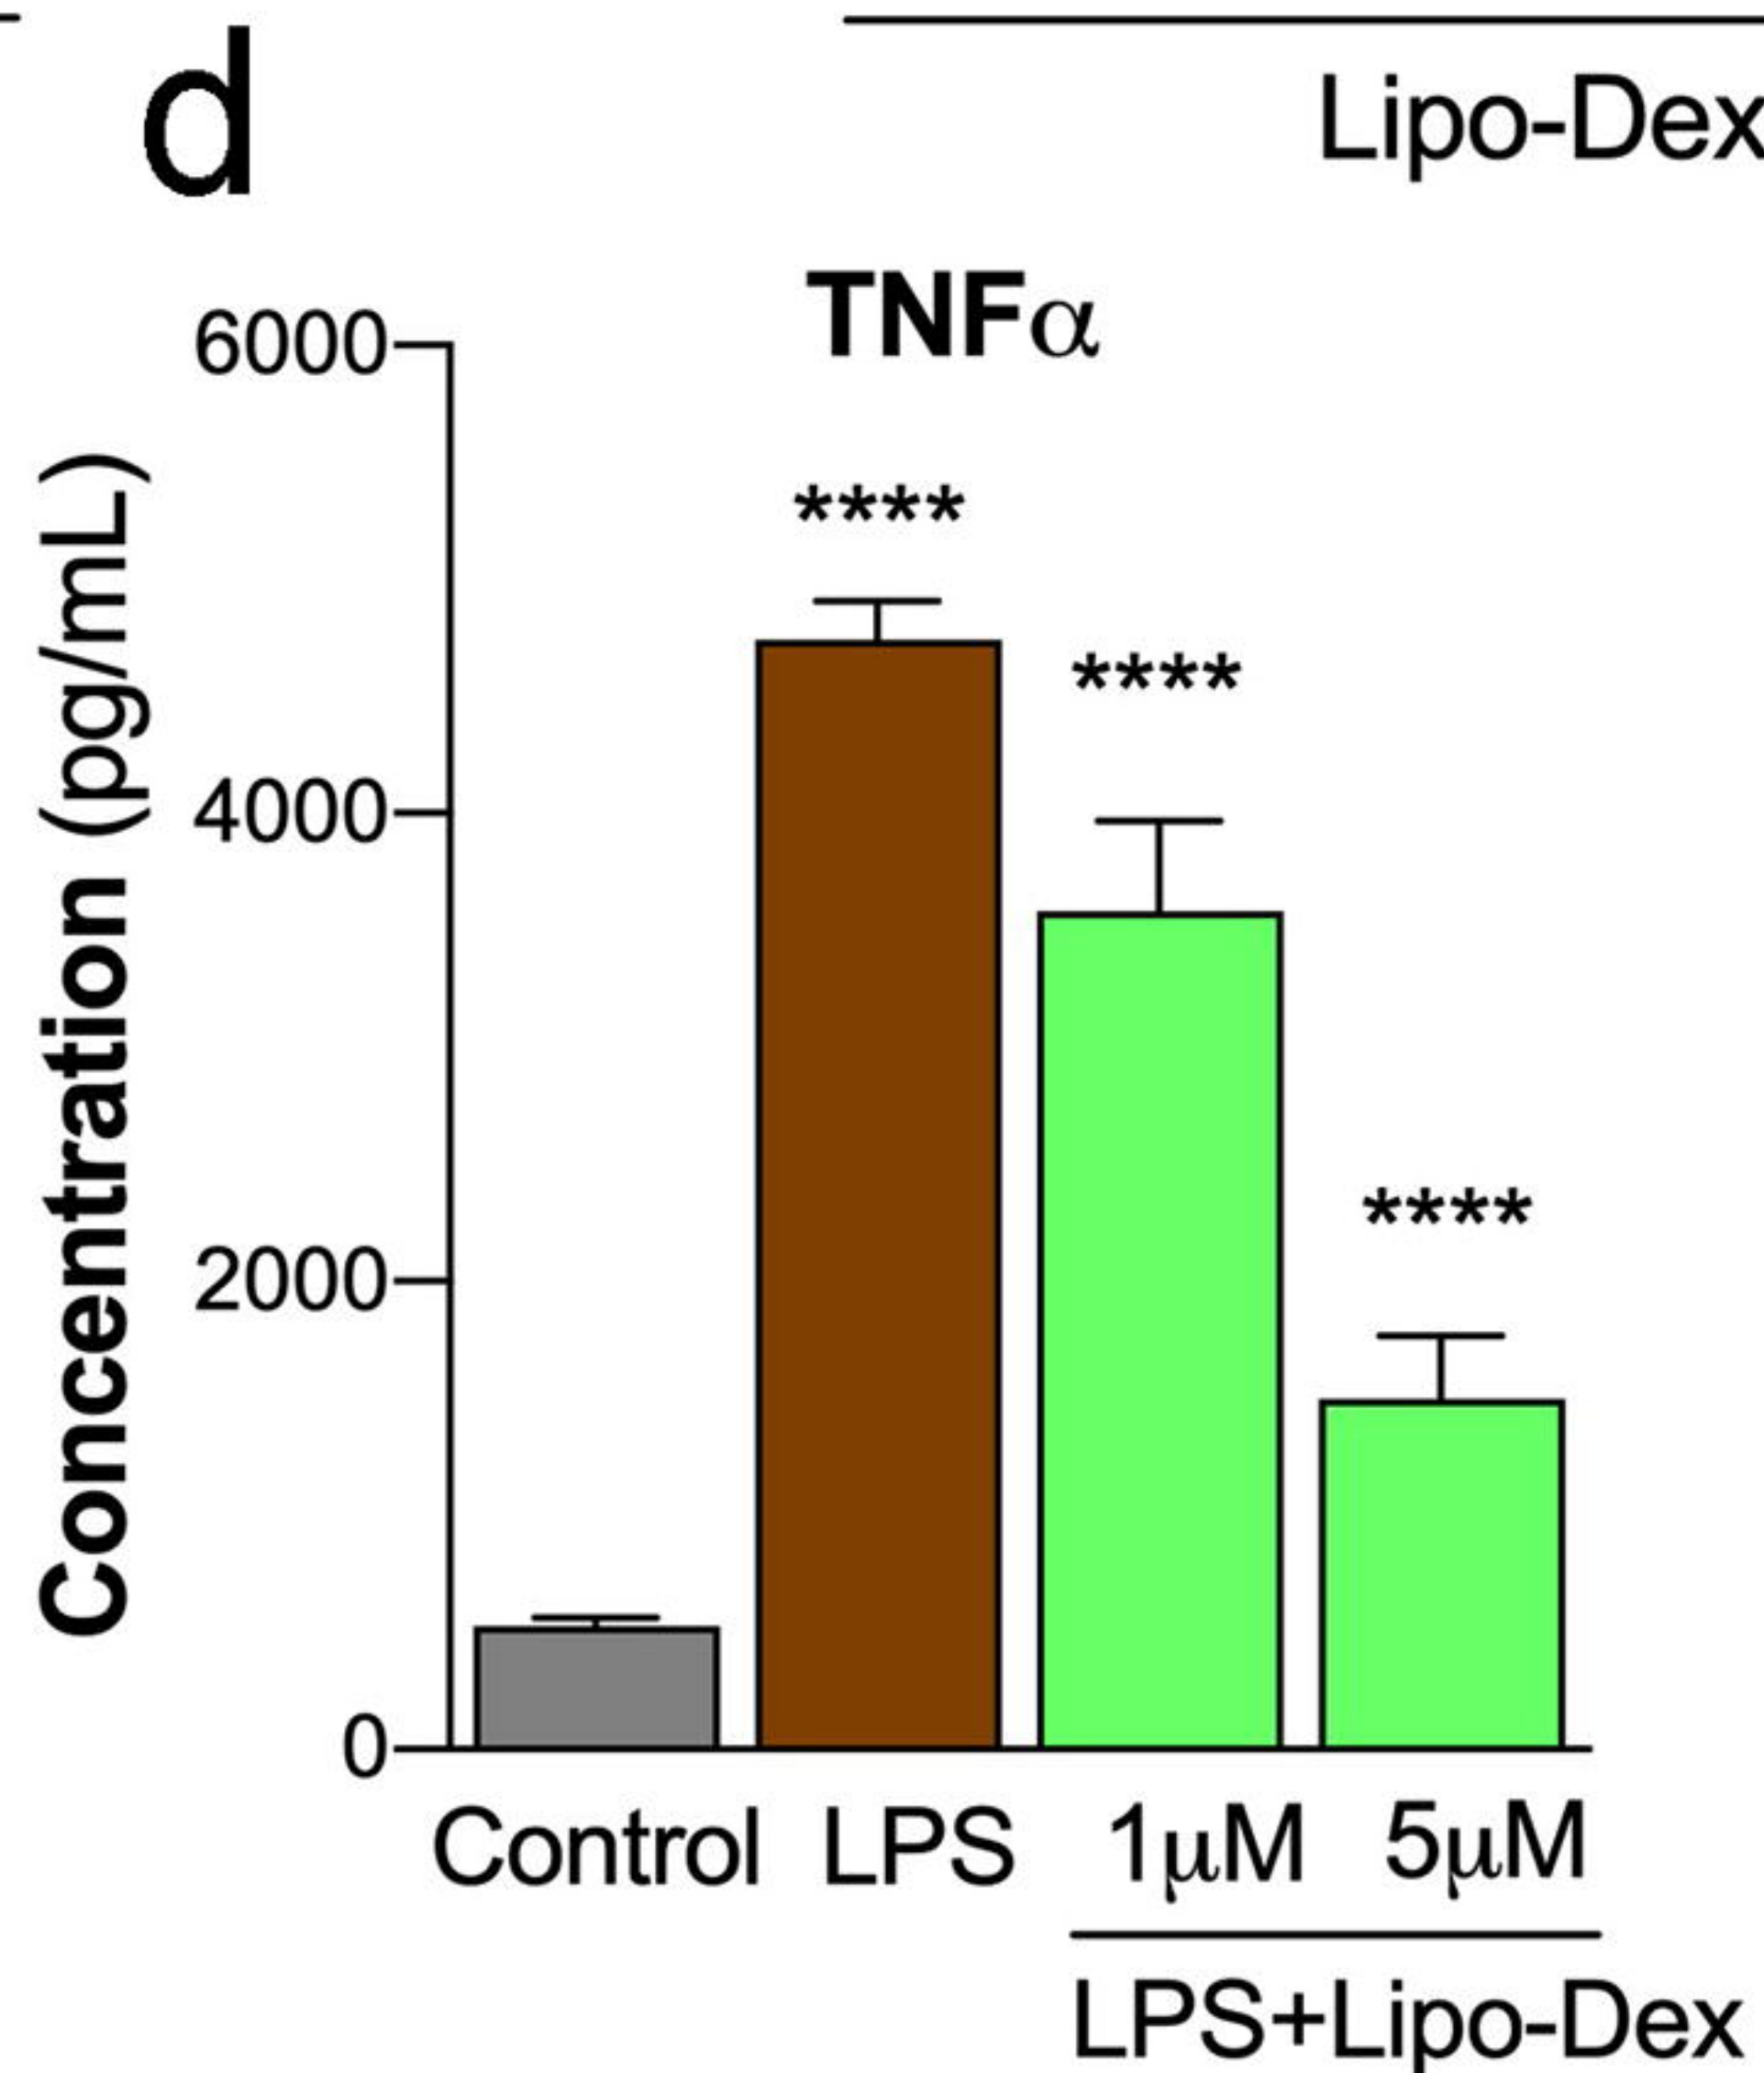 d
Lipo-Dex
TNFα
Concentration (pg/mL)
6000
4000
2000
0
****
****
****
Control LPS 1μM 5μM
LPS+Lipo-Dex